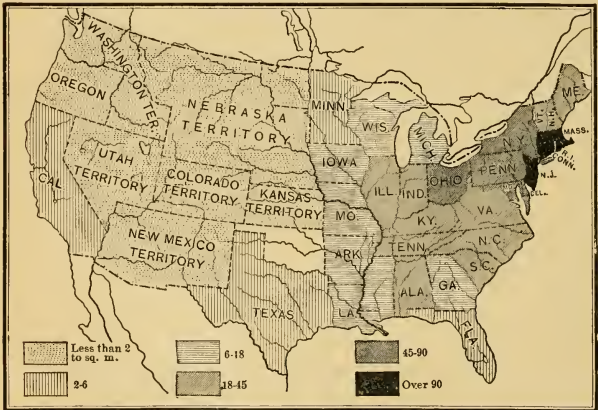 WASHINGTON TER.
OREGON
CAL
NEBRASKA
TERRITORY
UTAH
TERRITORY
COLORADO
TERRITORY
KANSAS
TERRITORY
NEW MEXICO
TERRITORY
TEXAS
MINN.
IOWA
MO.
ARK.
LA.
WIS.
MICH.
ILL.
IND.
OHIO
KY.
TENN.
ALA.
GA.
FLA.
S.C.
N.C.
VA.
PENN.
N.Y.
VT.
N.H.
ME.
MASS.
R.I.
CONN.
N.J.
DEL.
Less than 2
to sq. m.
2-6
6-18
18-45
45-90
Over 90